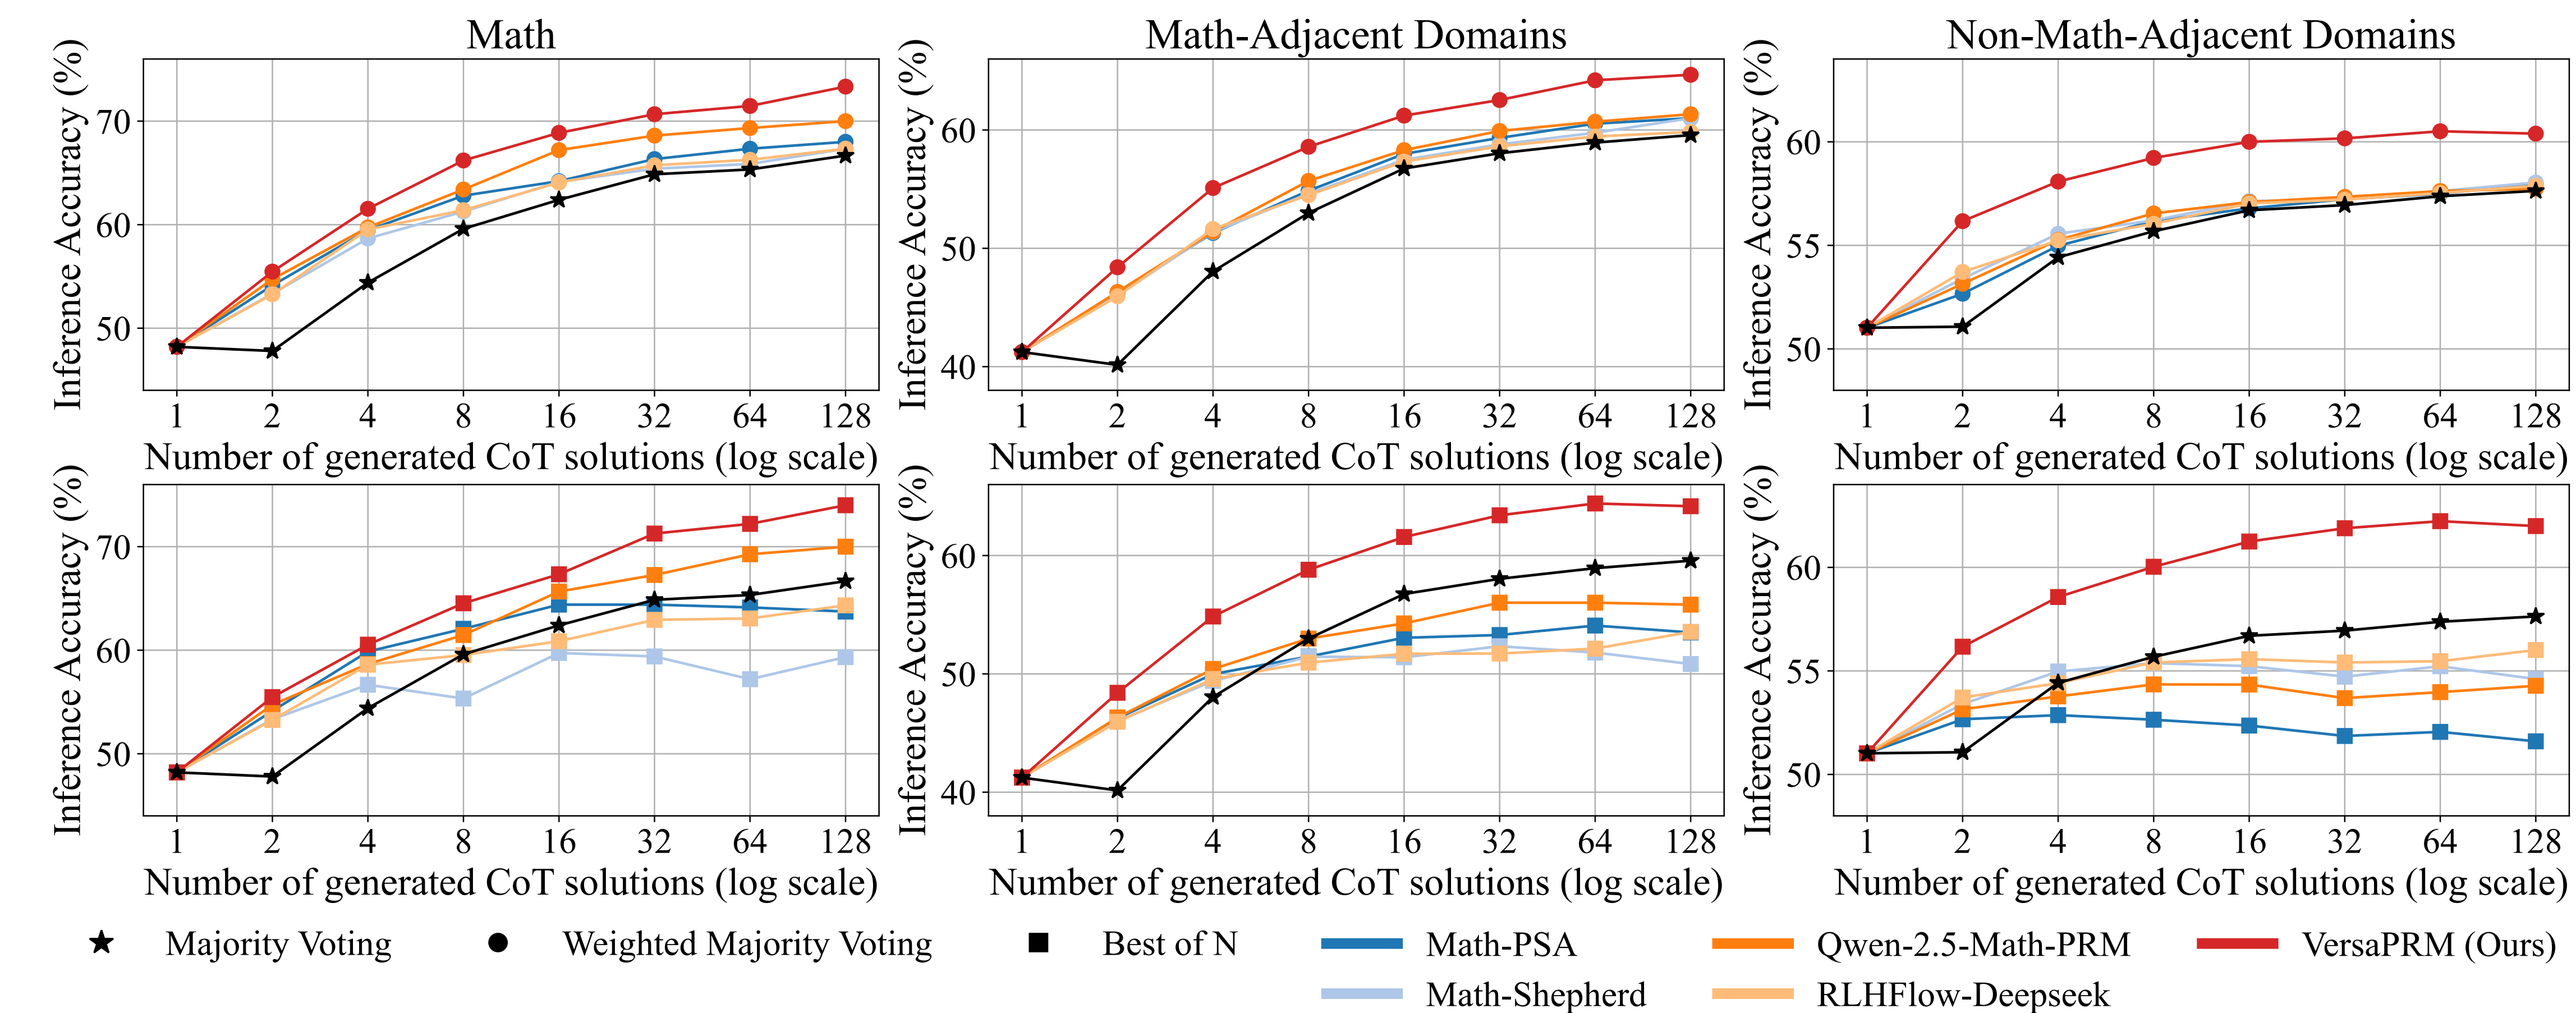 Math
Math-Adjacent Domains
Non-Math-Adjacent Domains
Inference Accuracy (%)
70
60
50
1 2 4 8 16 32 64 128
Number of generated CoT solutions (log scale)
Inference Accuracy (%)
60
50
40
1 2 4 8 16 32 64 128
Number of generated CoT solutions (log scale)
Inference Accuracy (%)
60
55
50
1 2 4 8 16 32 64 128
Number of generated CoT solutions (log scale)
Inference Accuracy (%)
70
60
50
1 2 4 8 16 32 64 128
Number of generated CoT solutions (log scale)
Inference Accuracy (%)
60
50
40
1 2 4 8 16 32 64 128
Number of generated CoT solutions (log scale)
Inference Accuracy (%)
60
55
50
1 2 4 8 16 32 64 128
Number of generated CoT solutions (log scale)
Majority Voting
Weighted Majority Voting
Best of N
Math-PSA
Qwen-2.5-Math-PRM
VersaPRM (Ours)
Math-Shepherd
RLHFlow-Deepseek